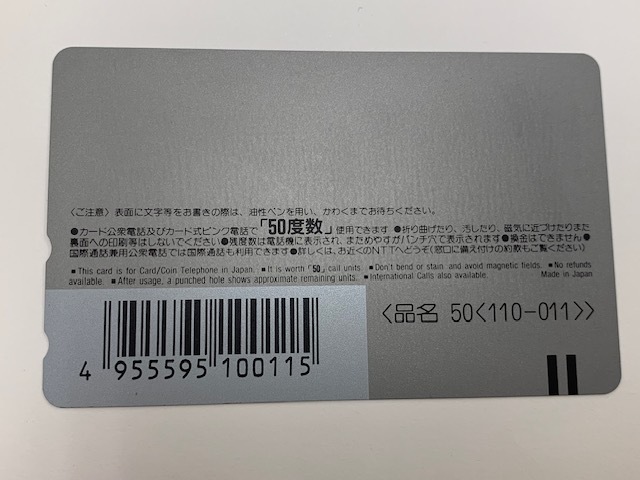 〈ご注意〉表面に文字等をお書きの際は、油性ペンを用い、かわくまでお待ちください。
●カード公衆電話及びカード式ピンク電話で「50度数」使用できます ●折り曲げたり、汚したり、磁気に近づけたりまた
裏面への印刷等はしないでください ●残度数は電話機に表示され、まためやすがパンチ穴で表示されます ●換金はできません ●
国際通話兼用公衆電話では国際通話も利用できます ●詳しくは、お近くのNTTへどうぞ(窓口に備え付けの約款もご覧ください)
■ This card is for Card/Coin Telephone in Japan. ■ It is worth「50」call units. ■ Don't bend or stain, and avoid magnetic fields. ■ No refunds
available. ■ After usage, a punched hole shows approximate remaining units. ■ International Calls also available. Made in Japan
〈品名 50〈110-011〉〉
4 955595 100115